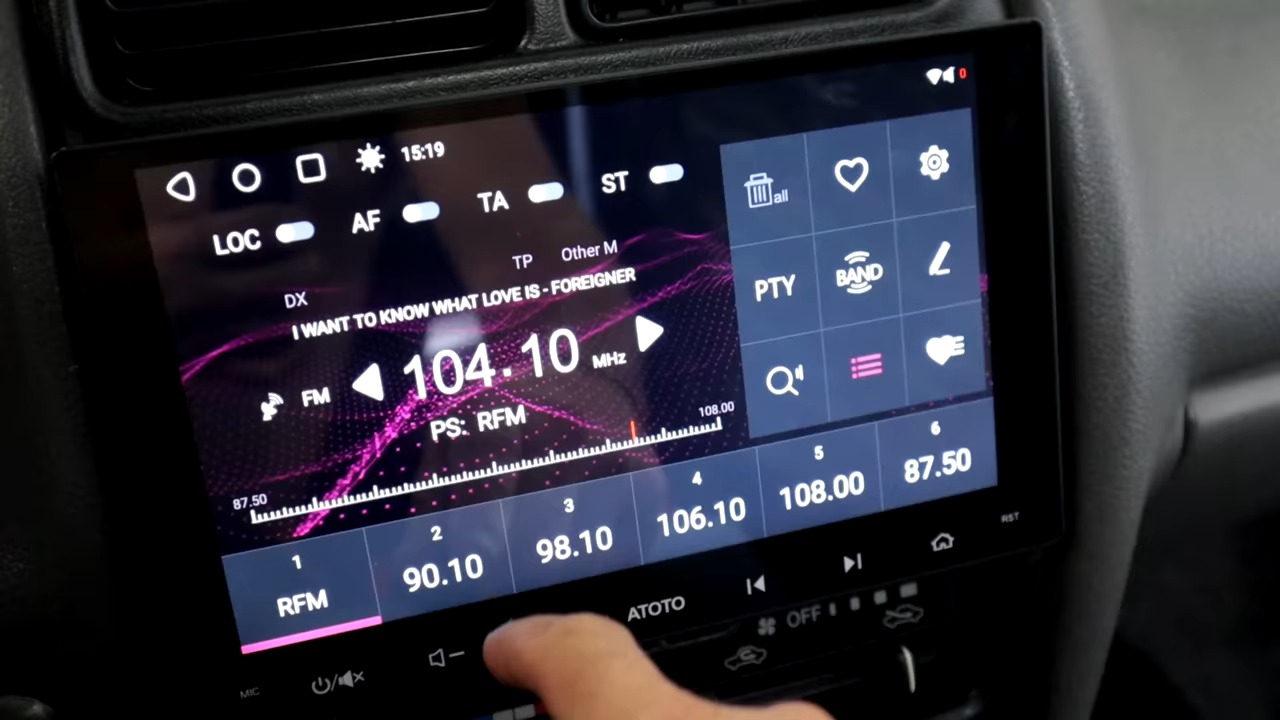 0
15:19
LOC
AF
TA
ST
all
TP Other M
DX
I WANT TO KNOW WHAT LOVE IS - FOREIGNER
PTY
BAND
FM
104.10 MHz
PS: RFM
87.50
108.00
1
RFM
2
90.10
3
98.10
4
106.10
5
108.00
6
87.50
RST
MIC
ATOTO
OFF